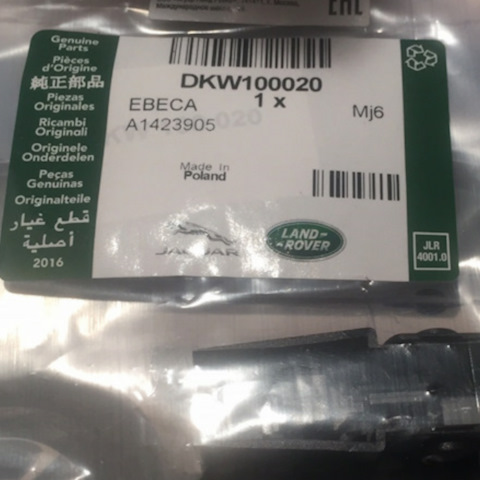 EAC
Genuine
Parts
Pièces
d'Origine
純正部品
Piezas
Originales
Ricambi
Originali
Originele
Onderdelen
Peças
Genuínas
Originalteile
قطع غيار
أصلية
2016
DKW100020
1 x
EBECA
Mj6
A1423905
Made In
Poland
JAGUAR
LAND-
ROVER
JLR
4001.0